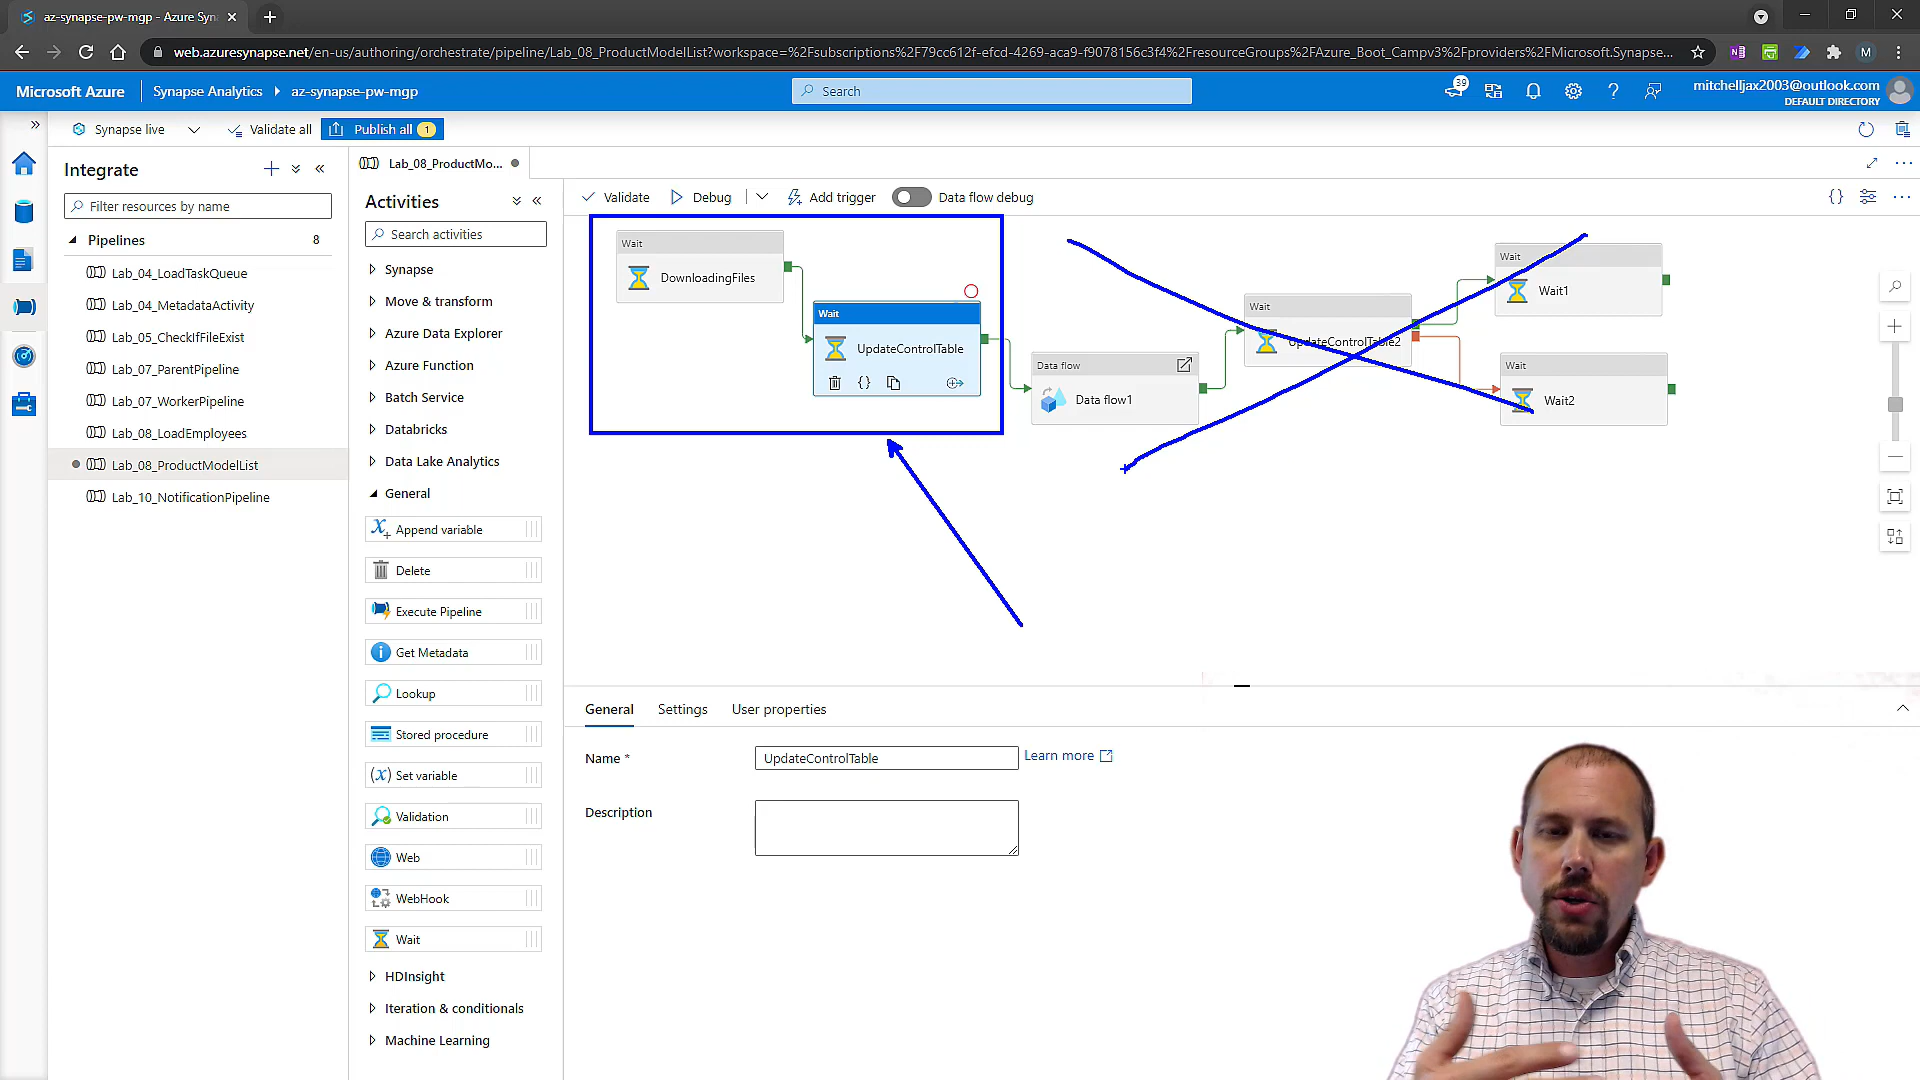 az-synapse-pw-mgp - Azure Syn
web.azuresynapse.net/en-us/authoring/orchestrate/pipeline/Lab_08_ProductModelList?workspace=%2Fsubscriptions%2F79cc612f-efcd-4269-aca9-f9078156c3f4%2FresourceGroups%2FAzure_Boot_Campv3%2Fproviders%2FMicrosoft.Synapse...
M
Microsoft Azure
Synapse Analytics
az-synapse-pw-mgp
Search
39
mitchelljax2003@outlook.com
DEFAULT DIRECTORY
Synapse live
Validate all
Publish all
1
Integrate
Filter resources by name
Pipelines
8
Lab_04_LoadTaskQueue
Lab_04_MetadataActivity
Lab_05_CheckIfFileExist
Lab_07_ParentPipeline
Lab_07_WorkerPipeline
Lab_08_LoadEmployees
Lab_08_ProductModelList
Lab_10_NotificationPipeline
Lab_08_ProductMo...
Activities
Search activities
Synapse
Move & transform
Azure Data Explorer
Azure Function
Batch Service
Databricks
Data Lake Analytics
General
Append variable
Delete
Execute Pipeline
Get Metadata
Lookup
Stored procedure
Set variable
Validation
Web
WebHook
Wait
HDInsight
Iteration & conditionals
Machine Learning
Validate
Debug
Add trigger
Data flow debug
Wait
DownloadingFiles
Wait
UpdateControlTable
Data flow
Data flow1
Wait
UpdateControlTable2
Wait
Wait1
Wait
Wait2
General
Settings
User properties
Name *
UpdateControlTable
Learn more
Description